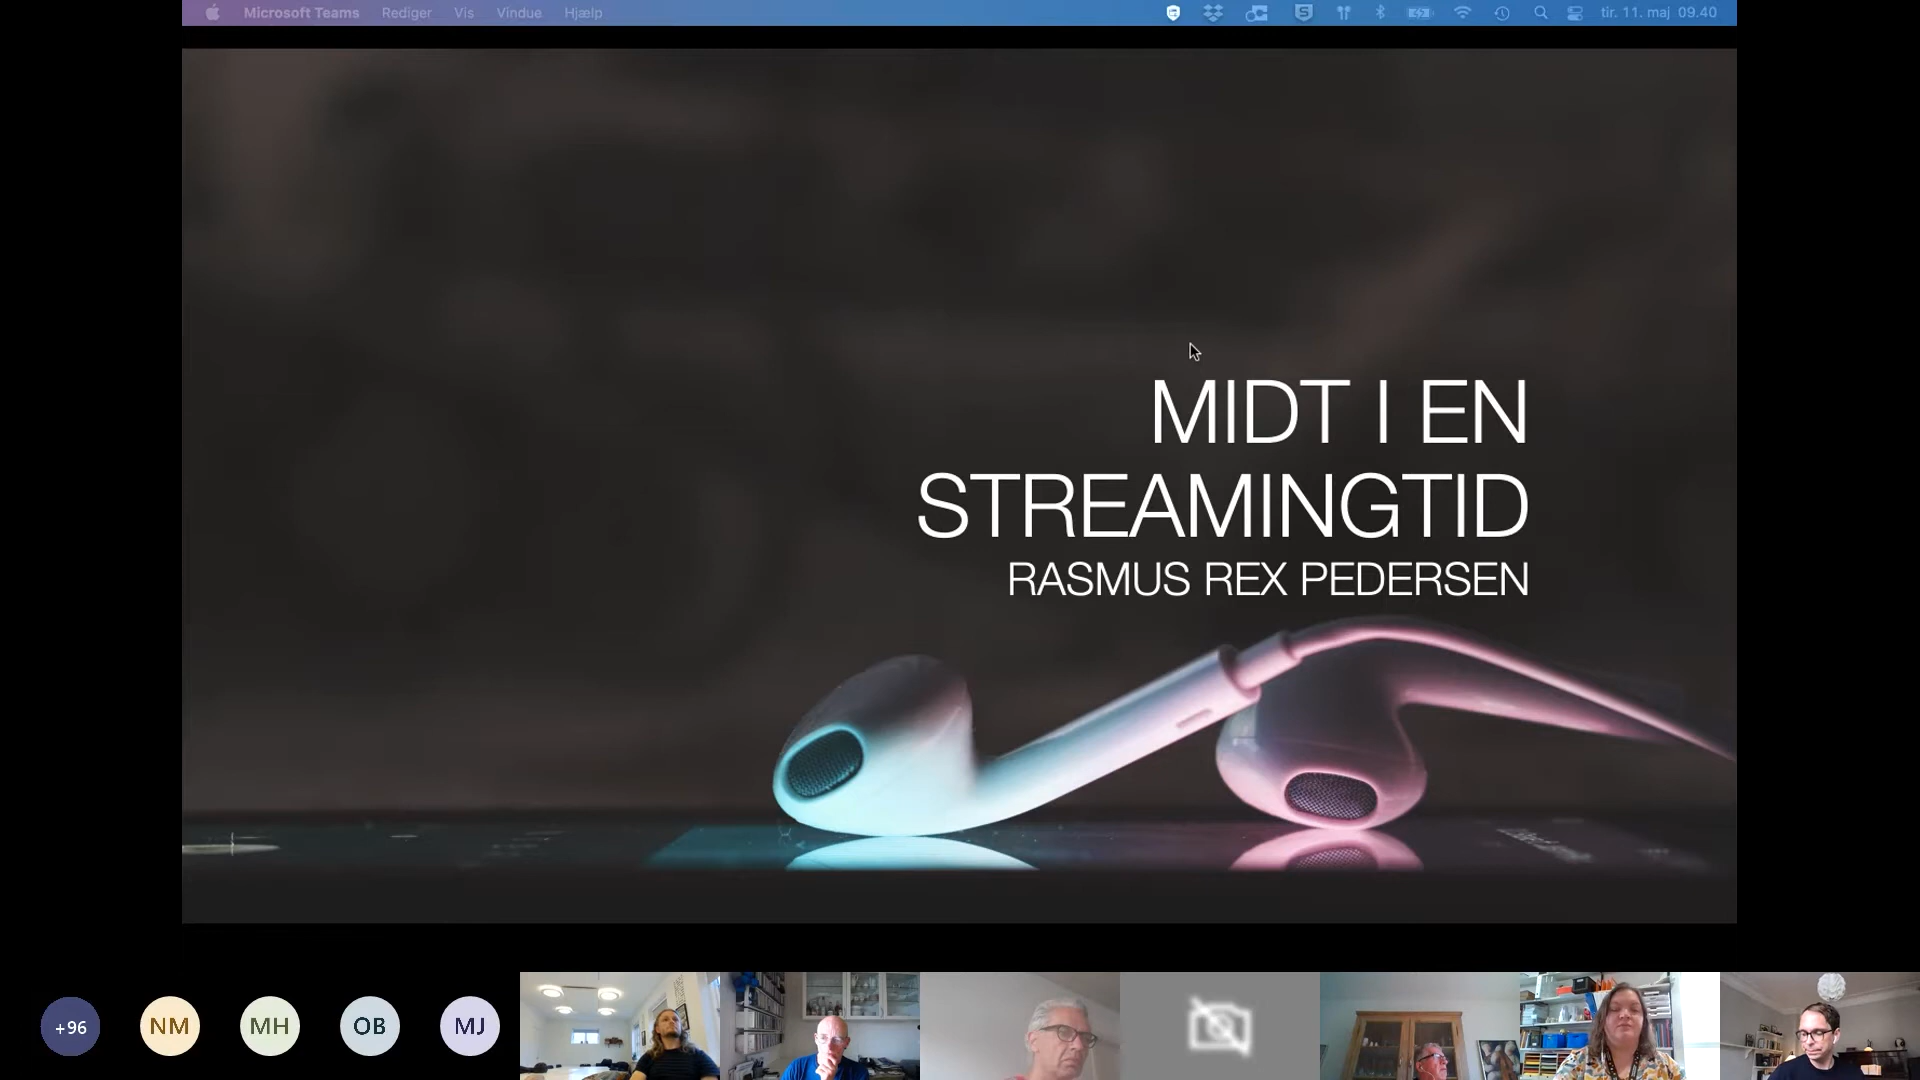 Microsoft Teams Rediger Vis Vindue Hjælp tir. 11. maj 09.40
MIDT I EN
STREAMINGTID
RASMUS REX PEDERSEN
+96 NM MH OB MJ